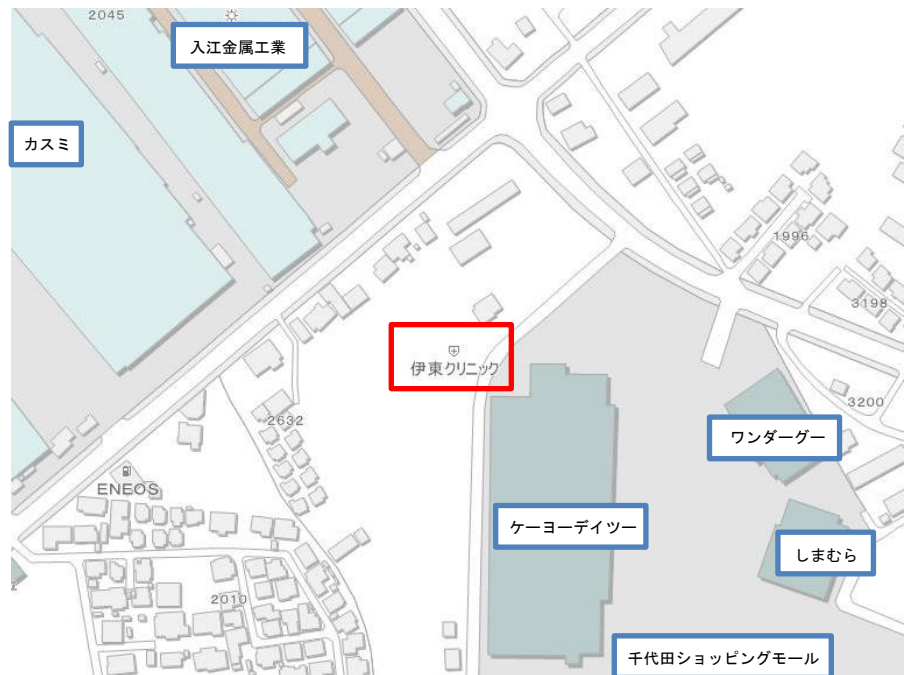 2045
入江金属工業
カスミ
1996
3198
伊東クリニック
3200
2632
ワンダーグー
ENEOS
ケーヨーデイツー
しまむら
2010
千代田ショッピングモール